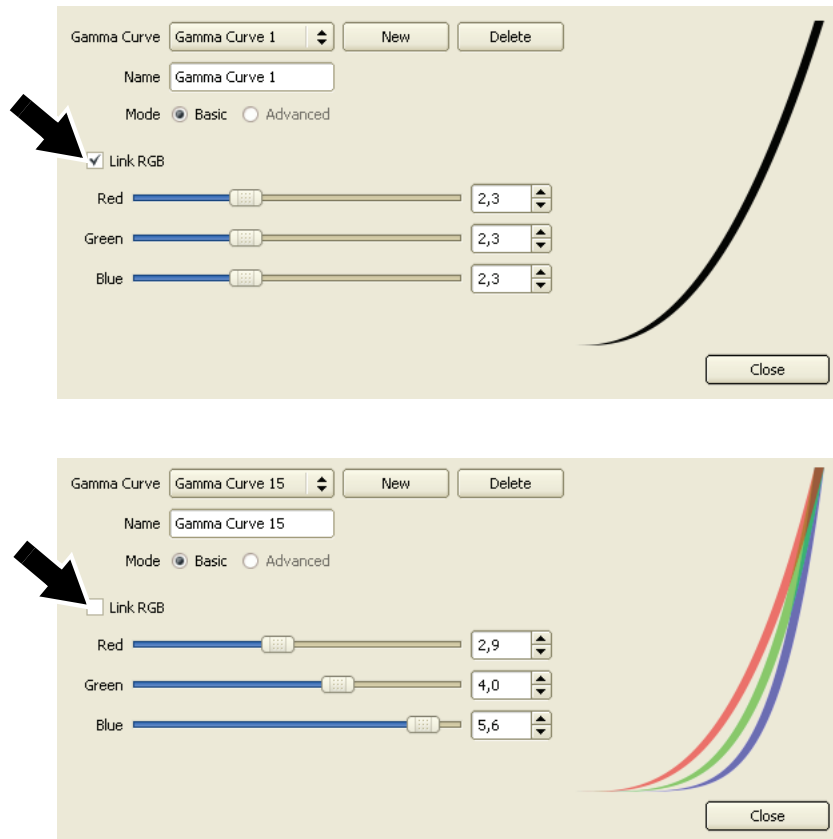 Gamma Curve Gamma Curve 1 New Delete
Name Gamma Curve 1
Mode Basic Advanced
Link RGB
Red 2,3
Green 2,3
Blue 2,3
Close
Gamma Curve Gamma Curve 15 New Delete
Name Gamma Curve 15
Mode Basic Advanced
Link RGB
Red 2,9
Green 4,0
Blue 5,6
Close